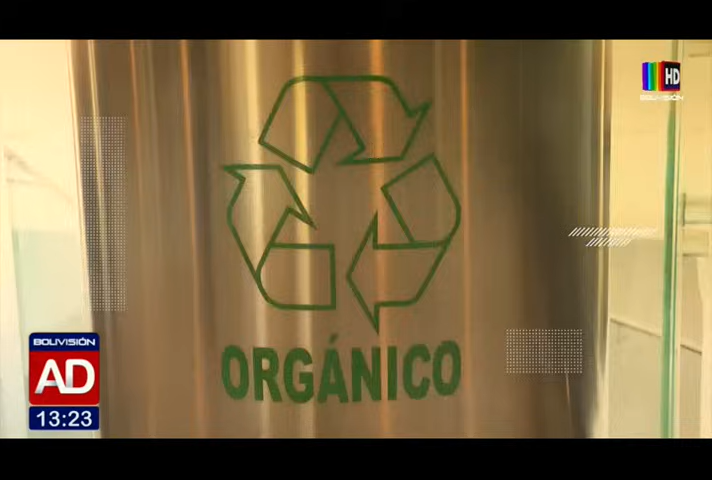 HD
BOLIVISIÓN
ORGÁNICO
BOLIVISIÓN
AD
13:23